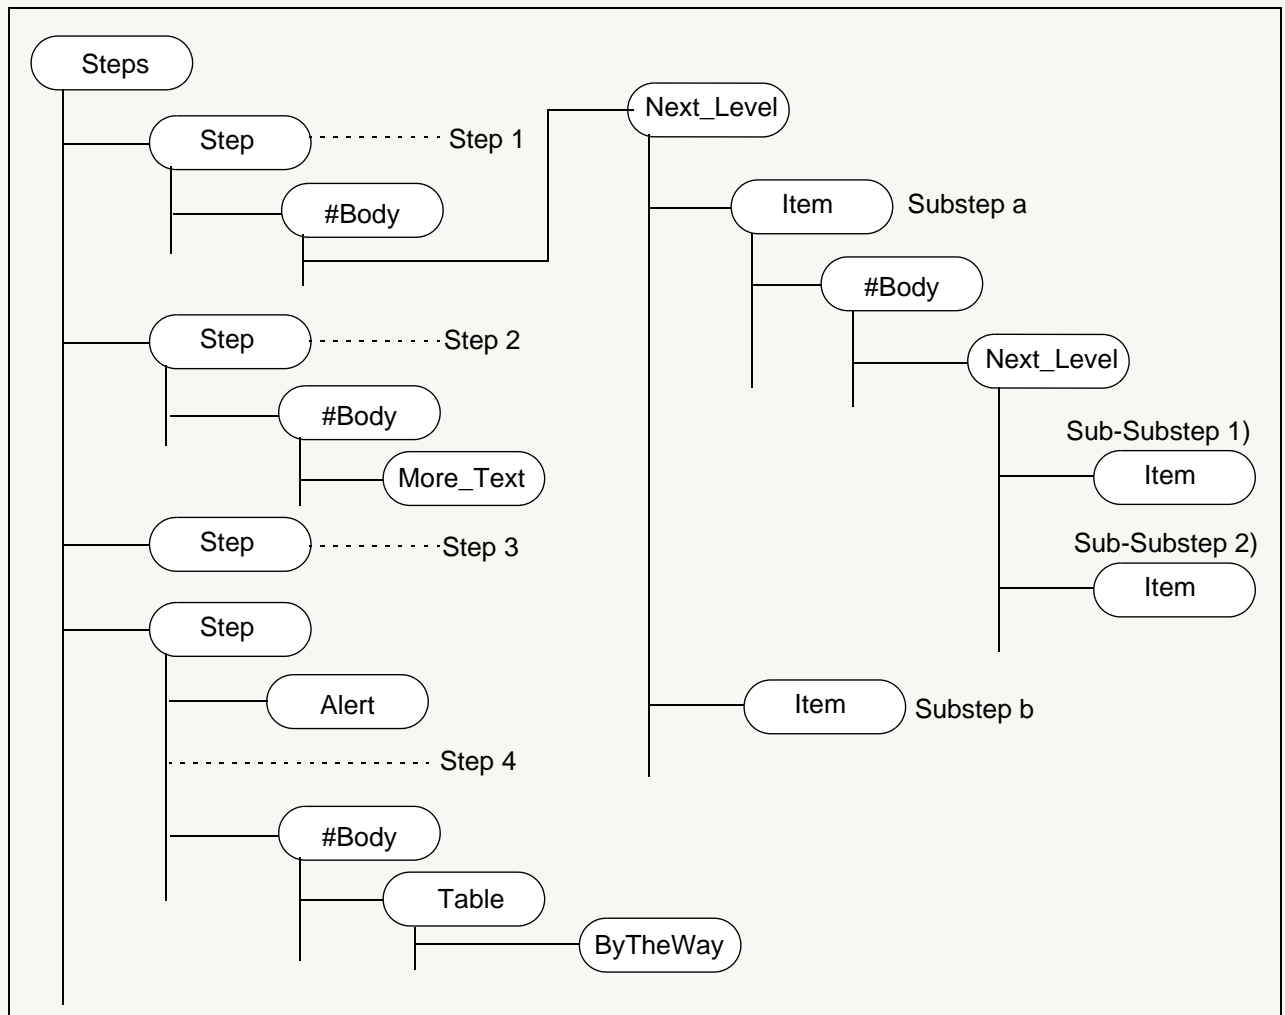 Steps
Step
Step 1
#Body
Step
Step 2
#Body
More_Text
Step
Step 3
Step
Alert
Step 4
#Body
Table
ByTheWay
Next_Level
Item
Substep a
#Body
Next_Level
Sub-Substep 1)
Item
Sub-Substep 2)
Item
Item
Substep b